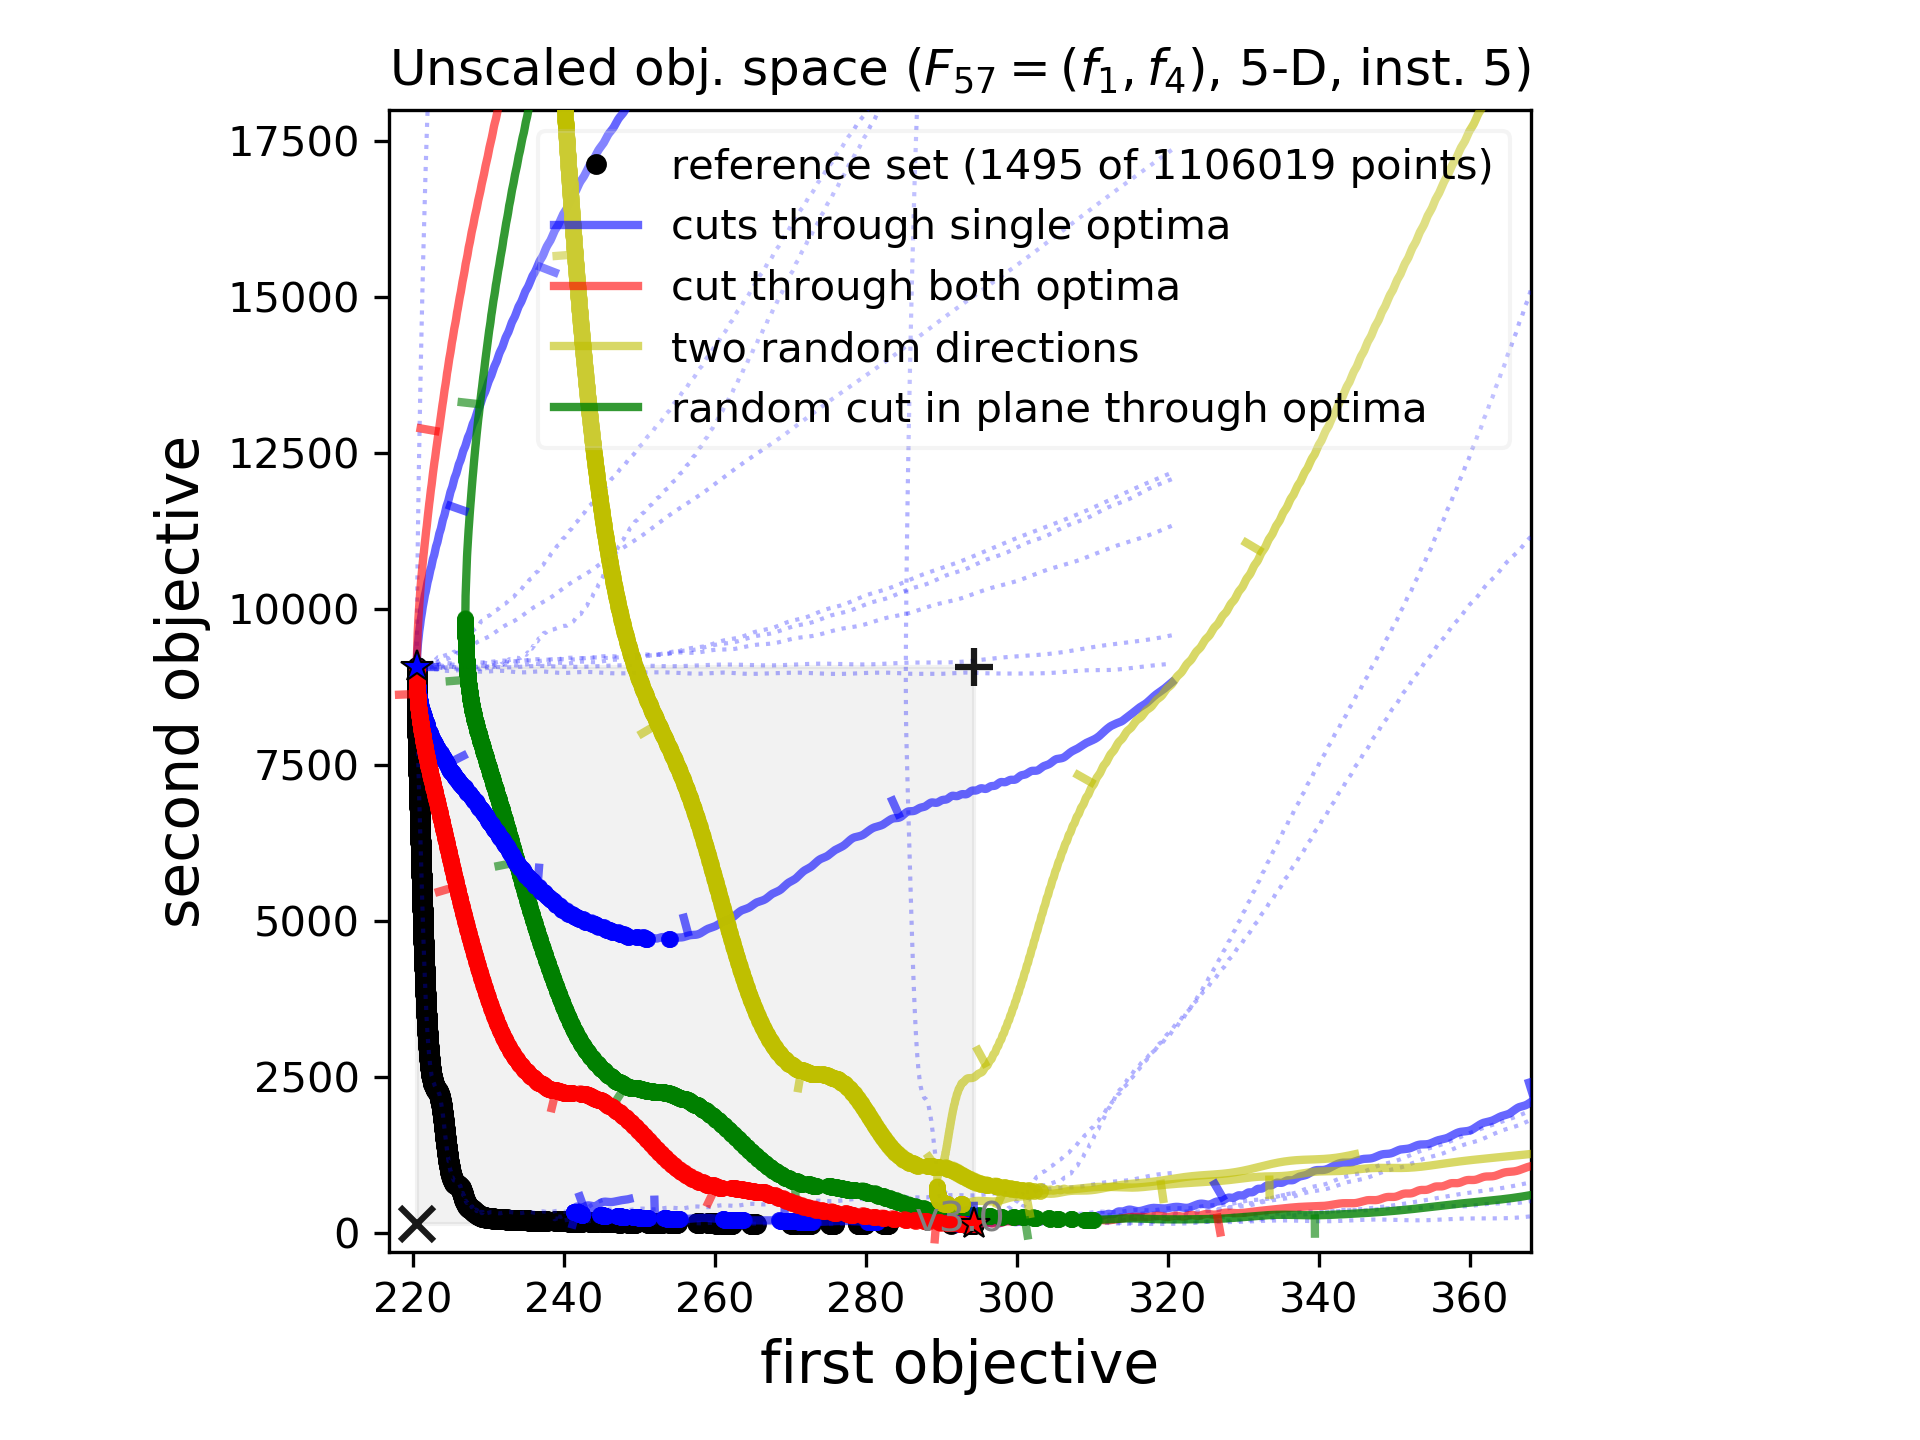 Unscaled obj. space (F57 = (f1, f4), 5-D, inst. 5)
reference set (1495 of 1106019 points)
cuts through single optima
cut through both optima
two random directions
random cut in plane through optima
second objective
17500
15000
12500
10000
7500
5000
2500
0
v3.0
220 240 260 280 300 320 340 360
first objective